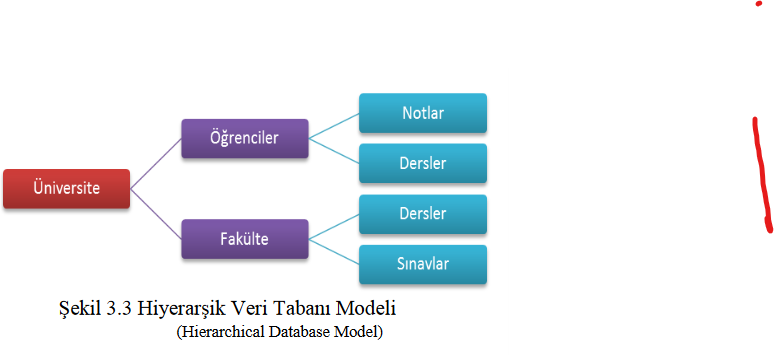 Üniversite
Öğrenciler
Notlar
Dersler
Fakülte
Dersler
Sınavlar
Şekil 3.3 Hiyerarşik Veri Tabanı Modeli
(Hierarchical Database Model)